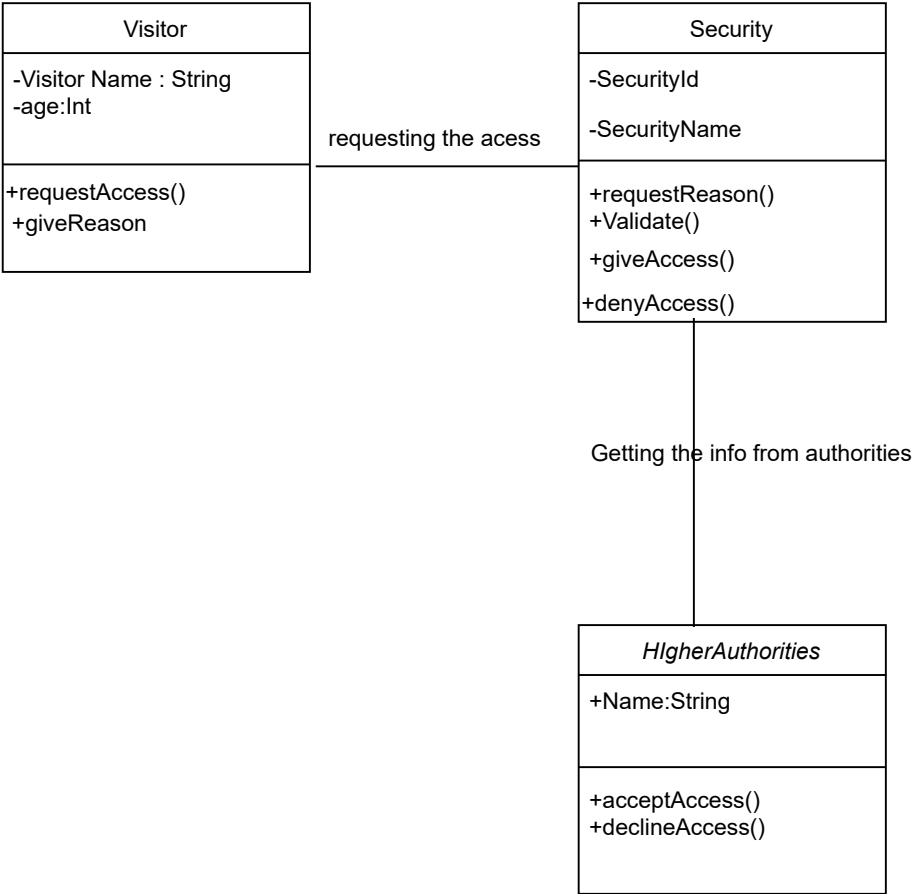 Visitor
-Visitor Name : String
-age:Int
+requestAccess()
+giveReason
requesting the acess
Security
-SecurityId
-SecurityName
+requestReason()
+Validate()
+giveAccess()
+denyAccess()
Getting the info from authorities
HIgherAuthorities
+Name:String
+acceptAccess()
+declineAccess()